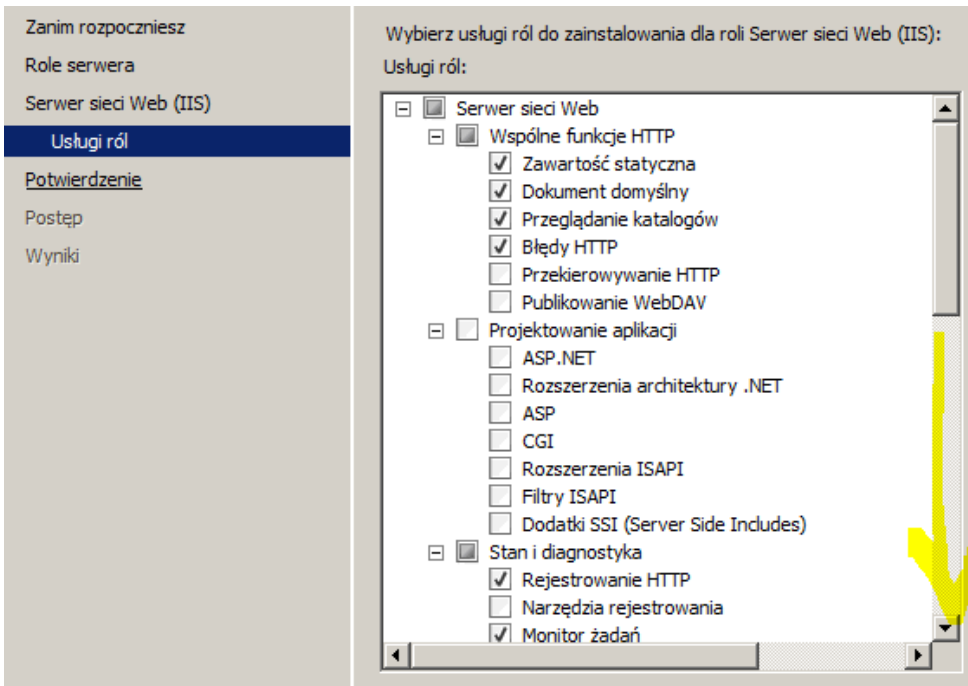 Zanim rozpoczniesz
Role serwera
Serwer sieci Web (IIS)
Usługi ról
Potwierdzenie
Postęp
Wyniki
Wybierz usługi ról do zainstalowania dla roli Serwer sieci Web (IIS):
Usługi ról:
Serwer sieci Web
Wspólne funkcje HTTP
Zawartość statyczna
Dokument domyślny
Przeglądanie katalogów
Błędy HTTP
Przekierowywanie HTTP
Publikowanie WebDAV
Projektowanie aplikacji
ASP.NET
Rozszerzenia architektury .NET
ASP
CGI
Rozszerzenia ISAPI
Filtry ISAPI
Dodatki SSI (Server Side Includes)
Stan i diagnostyka
Rejestrowanie HTTP
Narzędzia rejestrowania
Monitor żądań